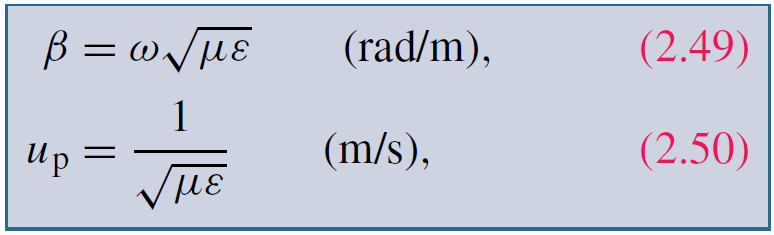 β = ω√με (rad/m), (2.49)
u_p = 1/√με (m/s), (2.50)